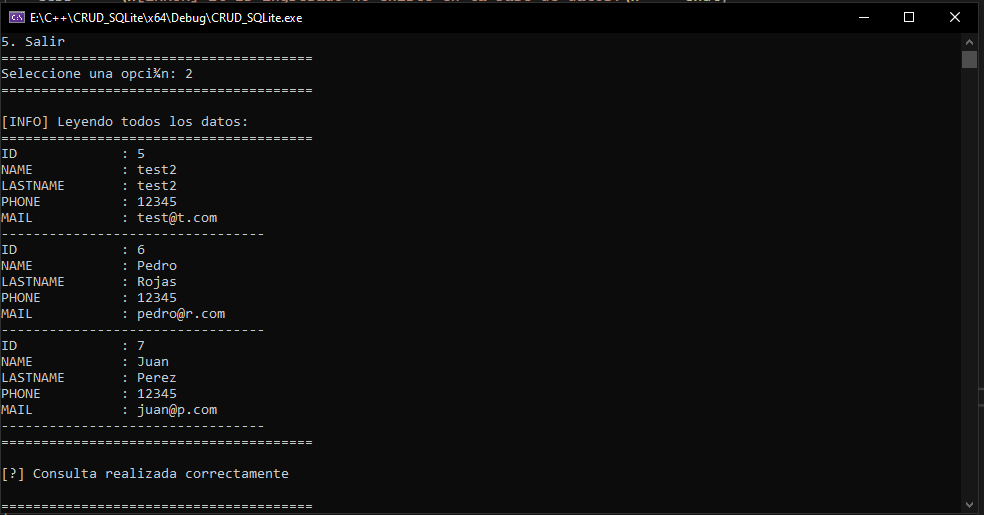 E:\C++\CRUD_SQLite\x64\Debug\CRUD_SQLite.exe
5. Salir
=======================================
Seleccione una opci¾n: 2
=======================================
[INFO] Leyendo todos los datos:
=======================================
ID : 5
NAME : test2
LASTNAME : test2
PHONE : 12345
MAIL : test@t.com
---------------------------------
ID : 6
NAME : Pedro
LASTNAME : Rojas
PHONE : 12345
MAIL : pedro@r.com
---------------------------------
ID : 7
NAME : Juan
LASTNAME : Perez
PHONE : 12345
MAIL : juan@p.com
---------------------------------
=======================================
[?] Consulta realizada correctamente
=======================================